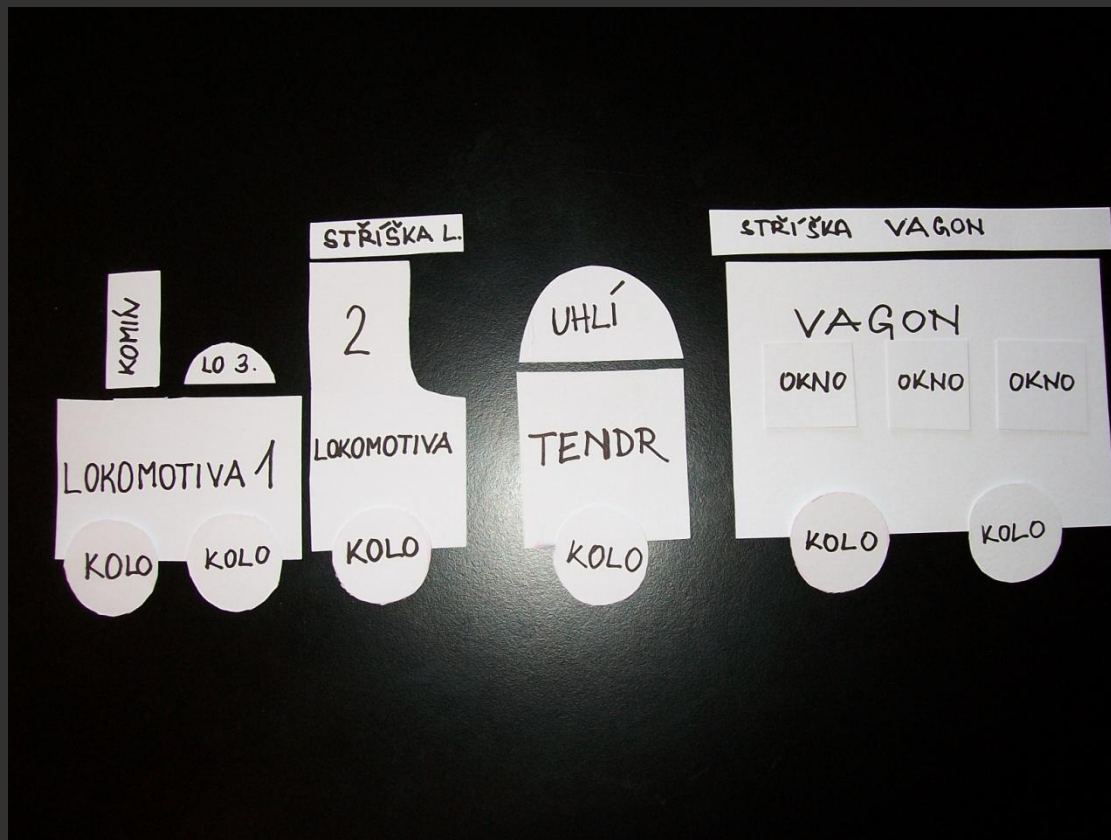 KOMÍN
LO 3.
LOKOMOTIVA 1
KOLO
KOLO
STŘÍŠKA L.
2
LOKOMOTIVA
KOLO
UHLÍ
TENDR
KOLO
STŘÍŠKA VAGON
VAGON
OKNO OKNO OKNO
KOLO
KOLO